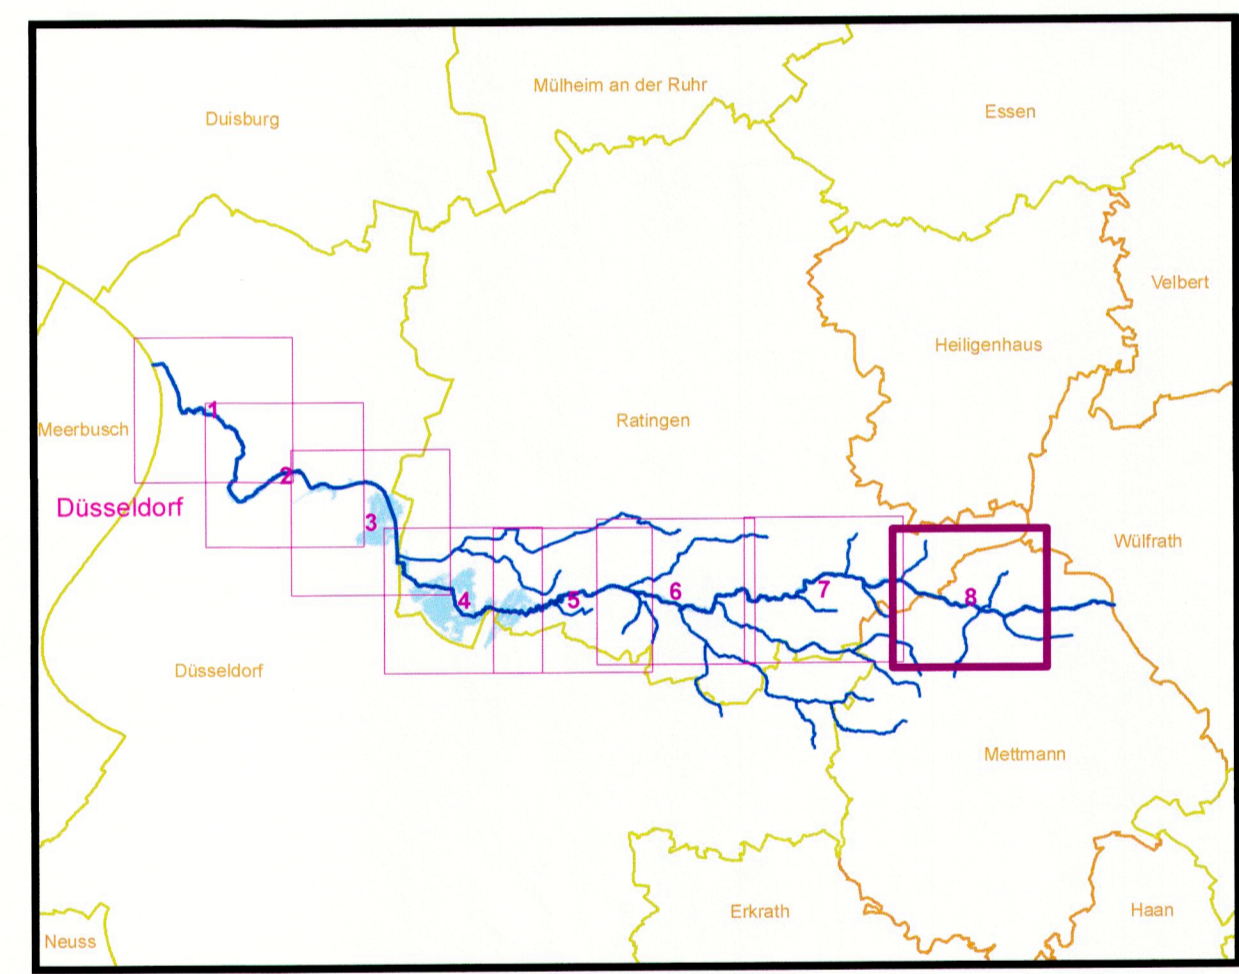 Mülheim an der Ruhr
Duisburg
Essen
Velbert
Heiligenhaus
Ratingen
Meerbusch
1
2
Düsseldorf
3
Wülfrath
4
5
6
7
8
Düsseldorf
Mettmann
Erkrath
Haan
Neuss